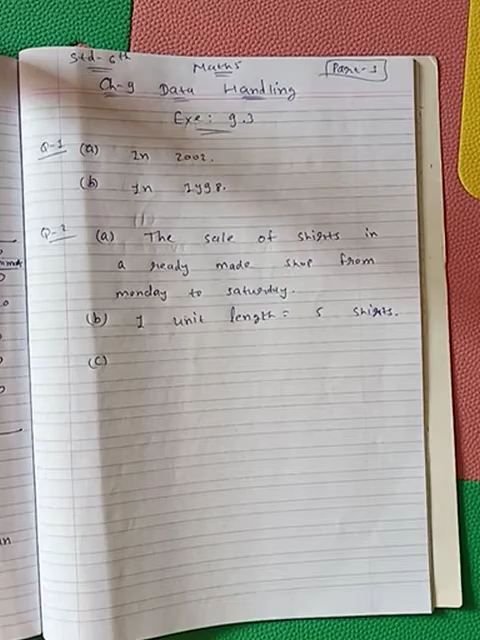 Std- 6th
Maths
Part-1
Ch-9 Data Handling
Exe: 9.3
Q-1 (a) In 2002.
(b) In 1998.
Q-2 (a) The sale of shirts in
a ready made shop from
monday to saturday.
(b) 1 unit length = 5 shirts.
(c)